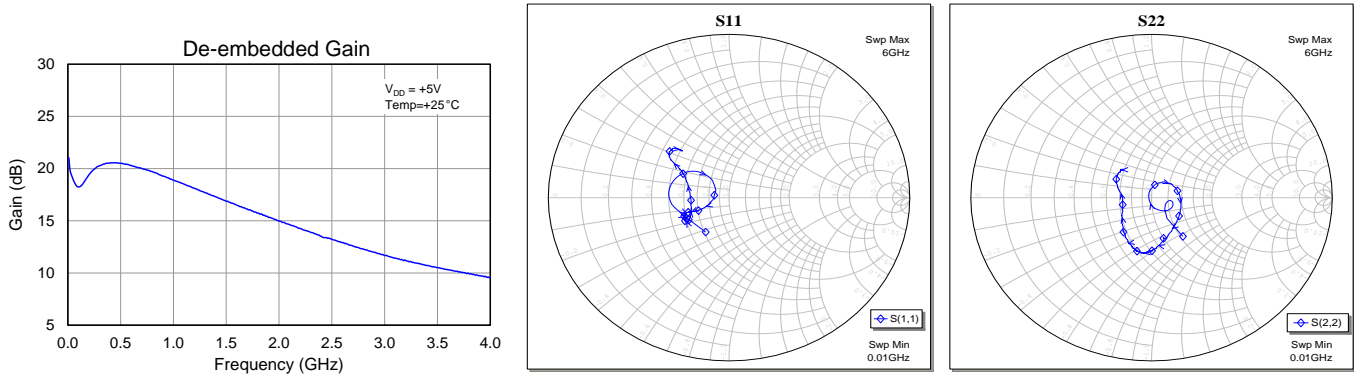 De-embedded Gain
30
25
20
15
10
5
Gain (dB)
V_DD = +5V
Temp=+25°C
0.0 0.5 1.0 1.5 2.0 2.5 3.0 3.5 4.0
Frequency (GHz)
S11
Swp Max
6GHz
S(1,1)
Swp Min
0.01GHz
S22
Swp Max
6GHz
S(2,2)
Swp Min
0.01GHz